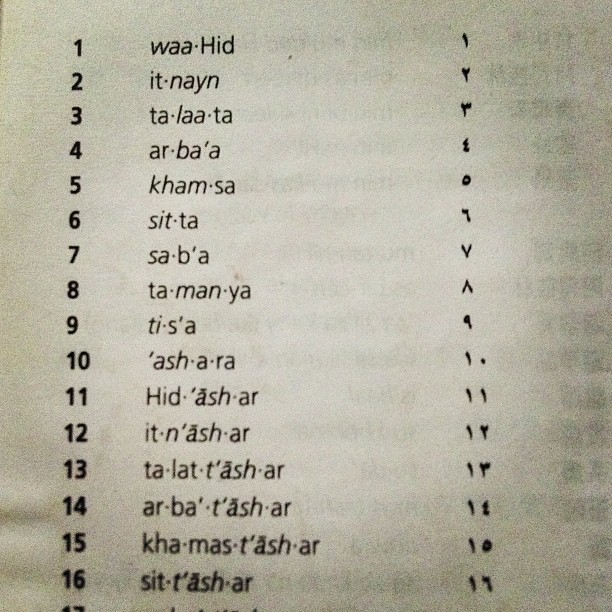 1 waa·Hid ١
2 it·nayn ٢
3 ta·laa·ta ٣
4 ar·ba'a ٤
5 kham·sa ٥
6 sit·ta ٦
7 sa·b'a ٧
8 ta·man·ya ٨
9 ti·s'a ٩
10 'ash·a·ra ١٠
11 Hid·'āsh·ar ١١
12 it·n'āsh·ar ١٢
13 ta·lat·t'āsh·ar ١٣
14 ar·ba'·t'āsh·ar ١٤
15 kha·mas·t'āsh·ar ١٥
16 sit·t'āsh·ar ١٦